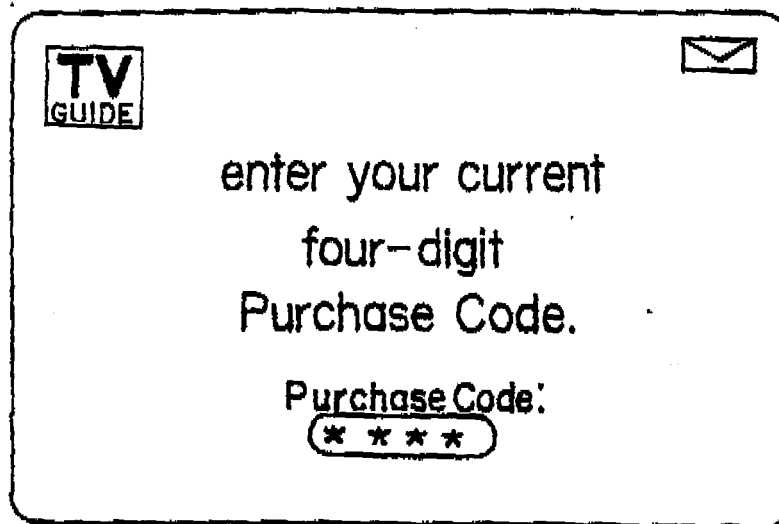 TV
GUIDE
enter your current
four-digit
Purchase Code.
Purchase Code:
* * * *